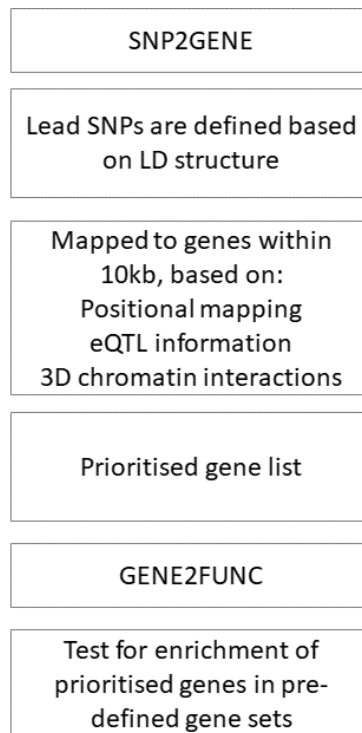 SNP2GENE
Lead SNPs are defined based
on LD structure
Mapped to genes within
10kb, based on:
Positional mapping
eQTL information
3D chromatin interactions
Prioritised gene list
GENE2FUNC
Test for enrichment of
prioritised genes in pre-
defined gene sets